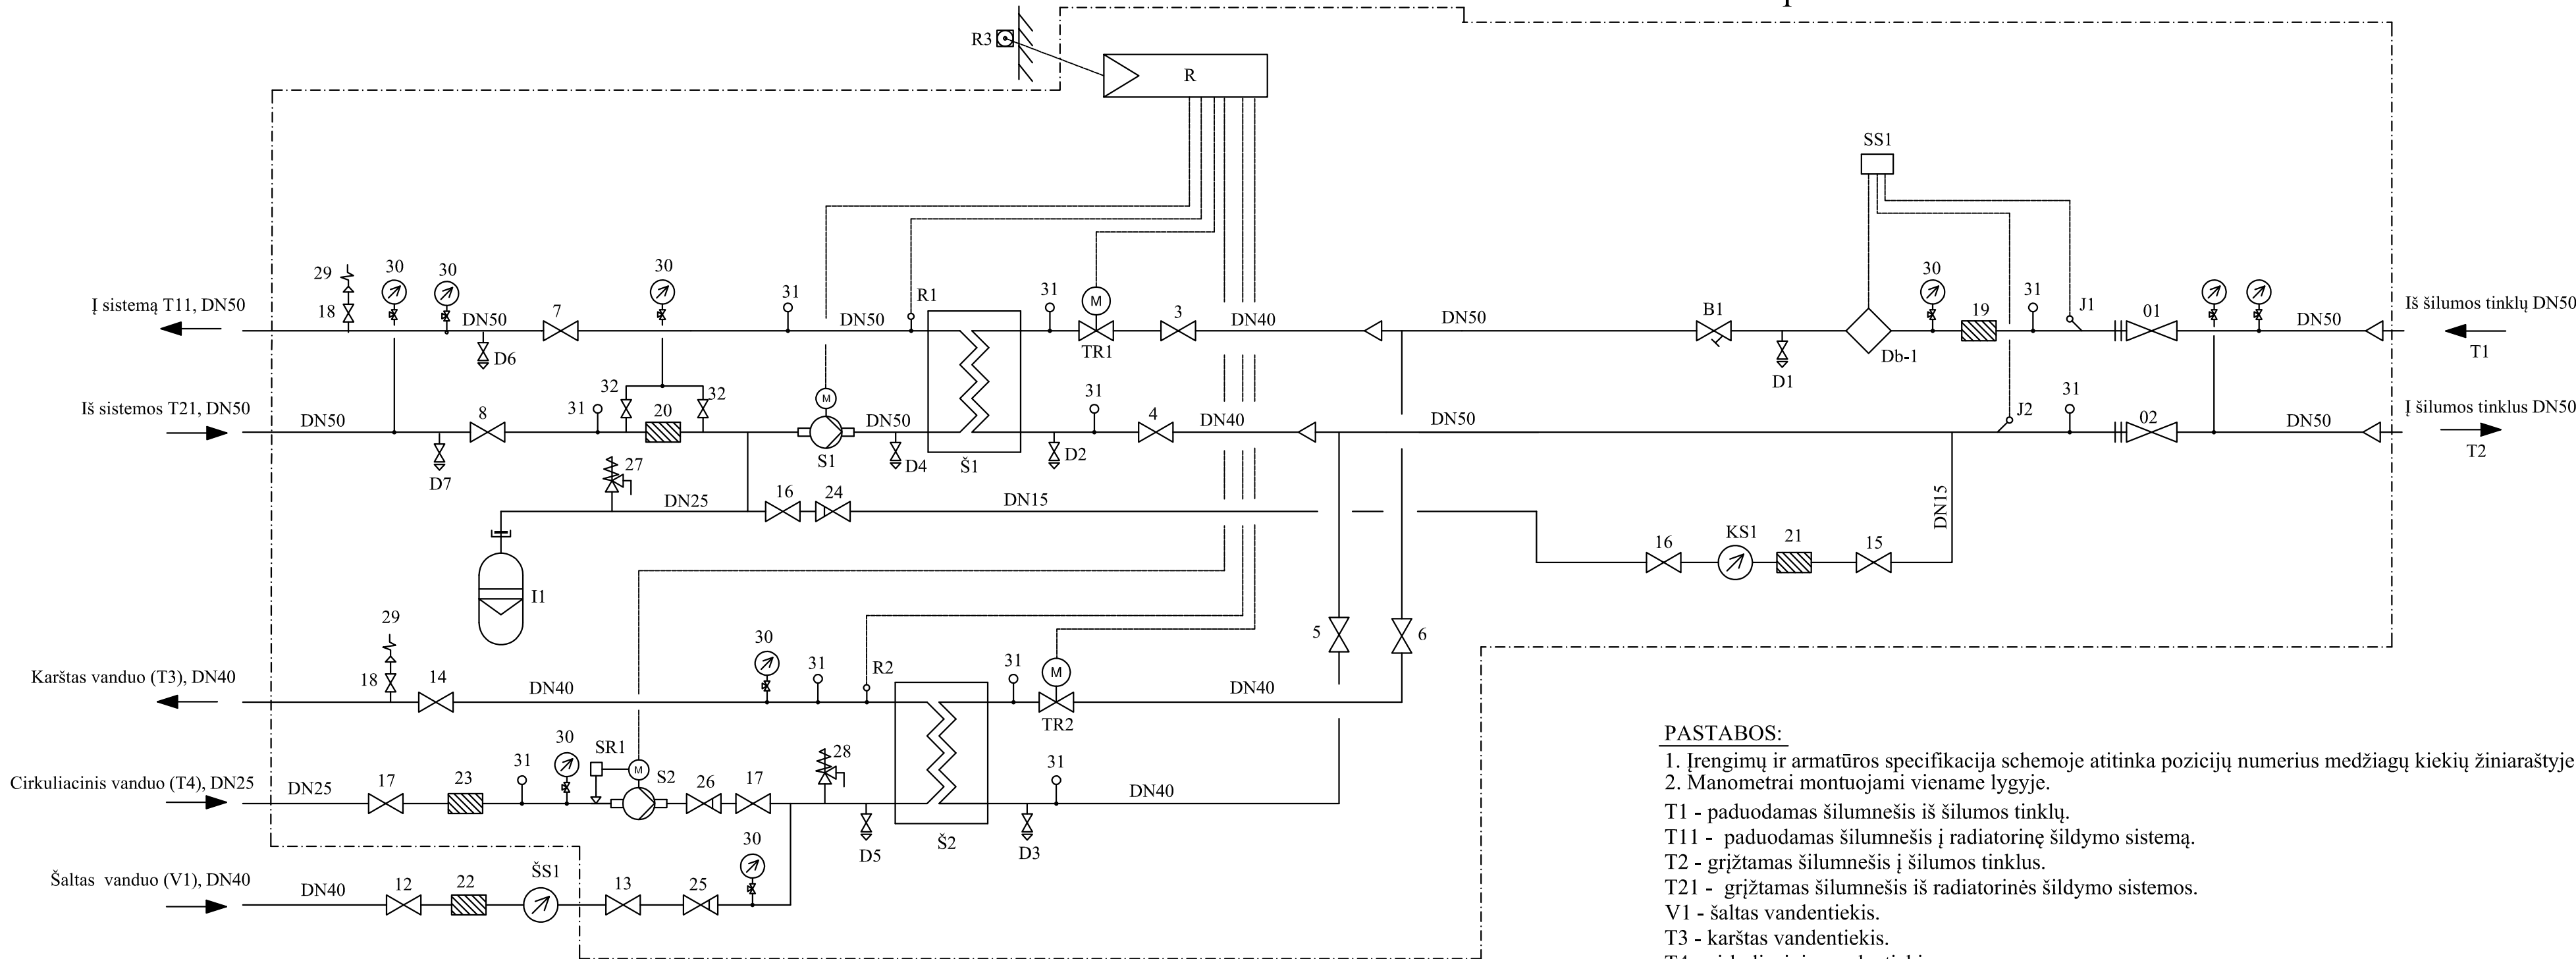 R3
R
SS1
29
30
30
30
31
R1
31
30
31
J1
Į sistemą T11, DN50
18
DN50
7
DN50
M
3
DN40
DN50
B1
19
01
DN50
Iš šilumos tinklų DN50
D6
TR1
Db-1
T1
D1
Iš sistemos T21, DN50
DN50
8
31
32
20
32
M
DN50
31
4
DN40
DN50
J2
31
02
DN50
Į šilumos tinklus DN50
D7
S1
D4
Š1
D2
T2
27
DN25
16
24
DN15
DN15
I1
16
KS1
21
15
29
5
6
Karštas vanduo (T3), DN40
18
14
DN40
30
31
R2
31
M
DN40
TR2
PASTABOS:
1. Įrengimų ir armatūros specifikacija schemoje atitinka pozicijų numerius medžiagų kiekių žiniaraštyje
2. Manometrai montuojami viename lygyje.
Cirkuliacinis vanduo (T4), DN25
DN25
17
23
31
30
SR1
M
S2
26
17
28
31
DN40
T1 - paduodamas šilumnešis iš šilumos tinklų.
T11 - paduodamas šilumnešis į radiatorinę šildymo sistemą.
D5
Š2
D3
T2 - grįžtamas šilumnešis į šilumos tinklus.
Šaltas vanduo (V1), DN40
DN40
12
22
ŠS1
13
25
30
T21 - grįžtamas šilumnešis iš radiatorinės šildymo sistemos.
V1 - šaltas vandentiekis.
T3 - karštas vandentiekis.